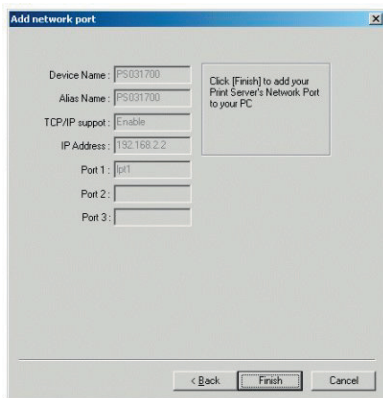 Add network port
Device Name : PS031700
Alias Name : PS031700
TCP/IP suppot : Enable
IP Address : 192.168.2.2
Port 1 : lpt1
Port 2 :
Port 3 :
Click [Finish] to add your
Print Server's Network Port
to your PC
< Back
Finish
Cancel